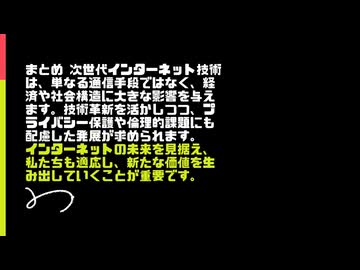 まとめ 次世代インターネット技術
は、単なる通信手段ではなく、経
済や社会構造に大きな影響を与え
ます。技術革新を活かしココ、プ
ライバシー保護や倫理的課題にも
配慮した発展が求められます。
インターネットの未来を見据え、
私たちも適応し、新たな価値を生
み出していくことが重要です。